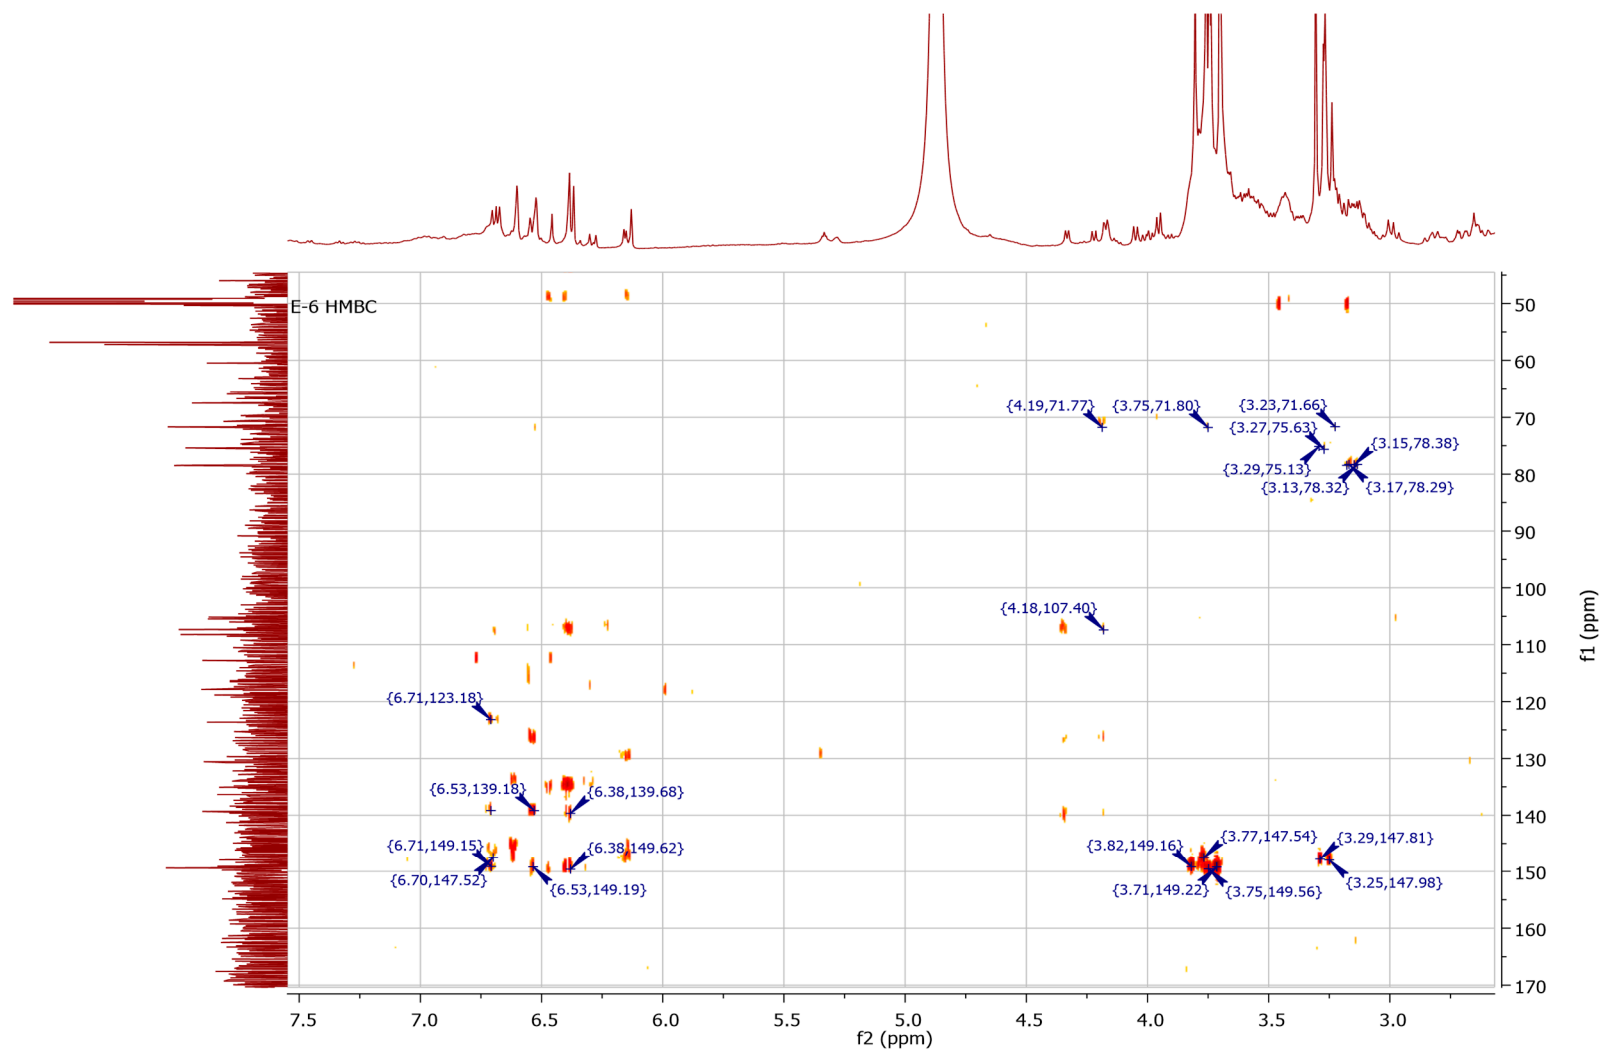 E-6 HMBC
{4.19,71.77} {3.75,71.80} {3.23,71.66}
{3.27,75.63} {3.15,78.38}
{3.29,75.13}
{3.13,78.32} {3.17,78.29}
{4.18,107.40}
{6.71,123.18}
{6.53,139.18} {6.38,139.68}
{6.71,149.15} {6.38,149.62} {3.82,149.16} {3.77,147.54} {3.29,147.81}
{6.70,147.52} {6.53,149.19} {3.71,149.22} {3.75,149.56} {3.25,147.98}
50
60
70
80
90
100
110
120
130
140
150
160
170
f1 (ppm)
7.5 7.0 6.5 6.0 5.5 5.0 4.5 4.0 3.5 3.0
f2 (ppm)